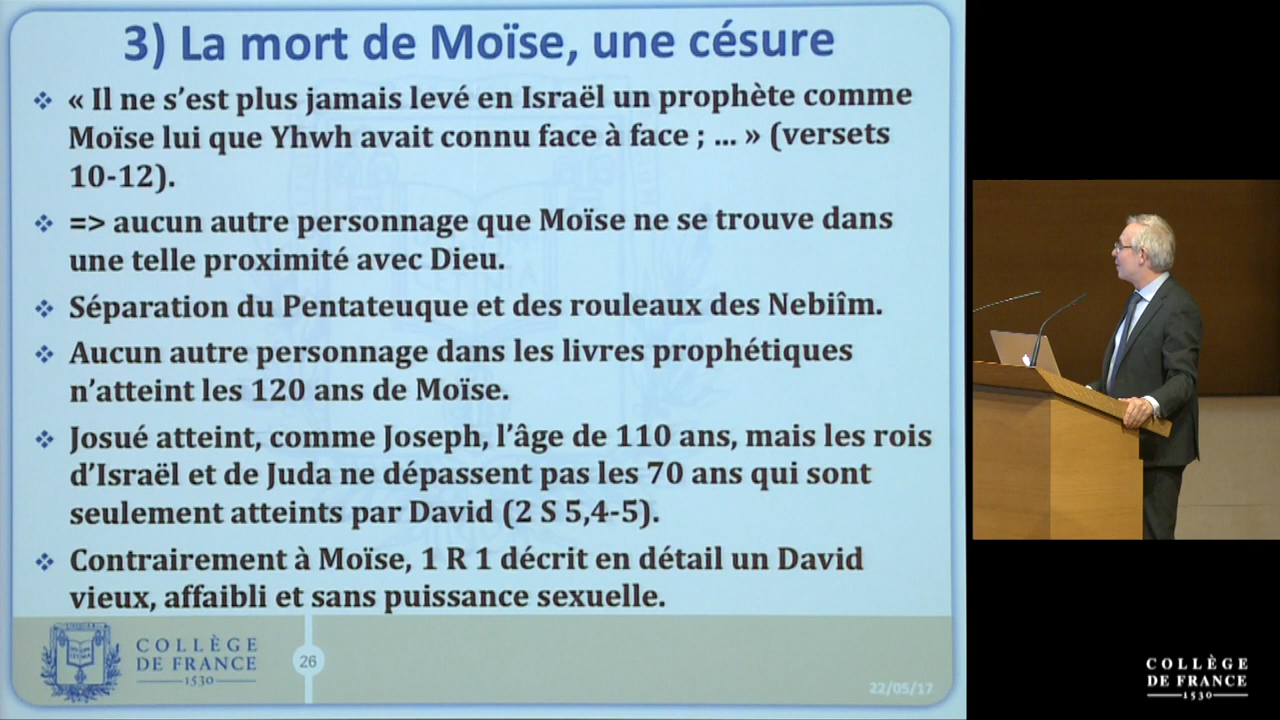 3) La mort de Moïse, une césure
« Il ne s’est plus jamais levé en Israël un prophète comme
Moïse lui que Yhwh avait connu face à face ; ... » (versets
10-12).
=> aucun autre personnage que Moïse ne se trouve dans
une telle proximité avec Dieu.
Séparation du Pentateuque et des rouleaux des Nebiîm.
Aucun autre personnage dans les livres prophétiques
n’atteint les 120 ans de Moïse.
Josué atteint, comme Joseph, l’âge de 110 ans, mais les rois
d’Israël et de Juda ne dépassent pas les 70 ans qui sont
seulement atteints par David (2 S 5,4-5).
Contrairement à Moïse, 1 R 1 décrit en détail un David
vieux, affaibli et sans puissance sexuelle.
COLLÈGE
DE FRANCE
1530
26
22/05/17
COLLÈGE
DE FRANCE
1530